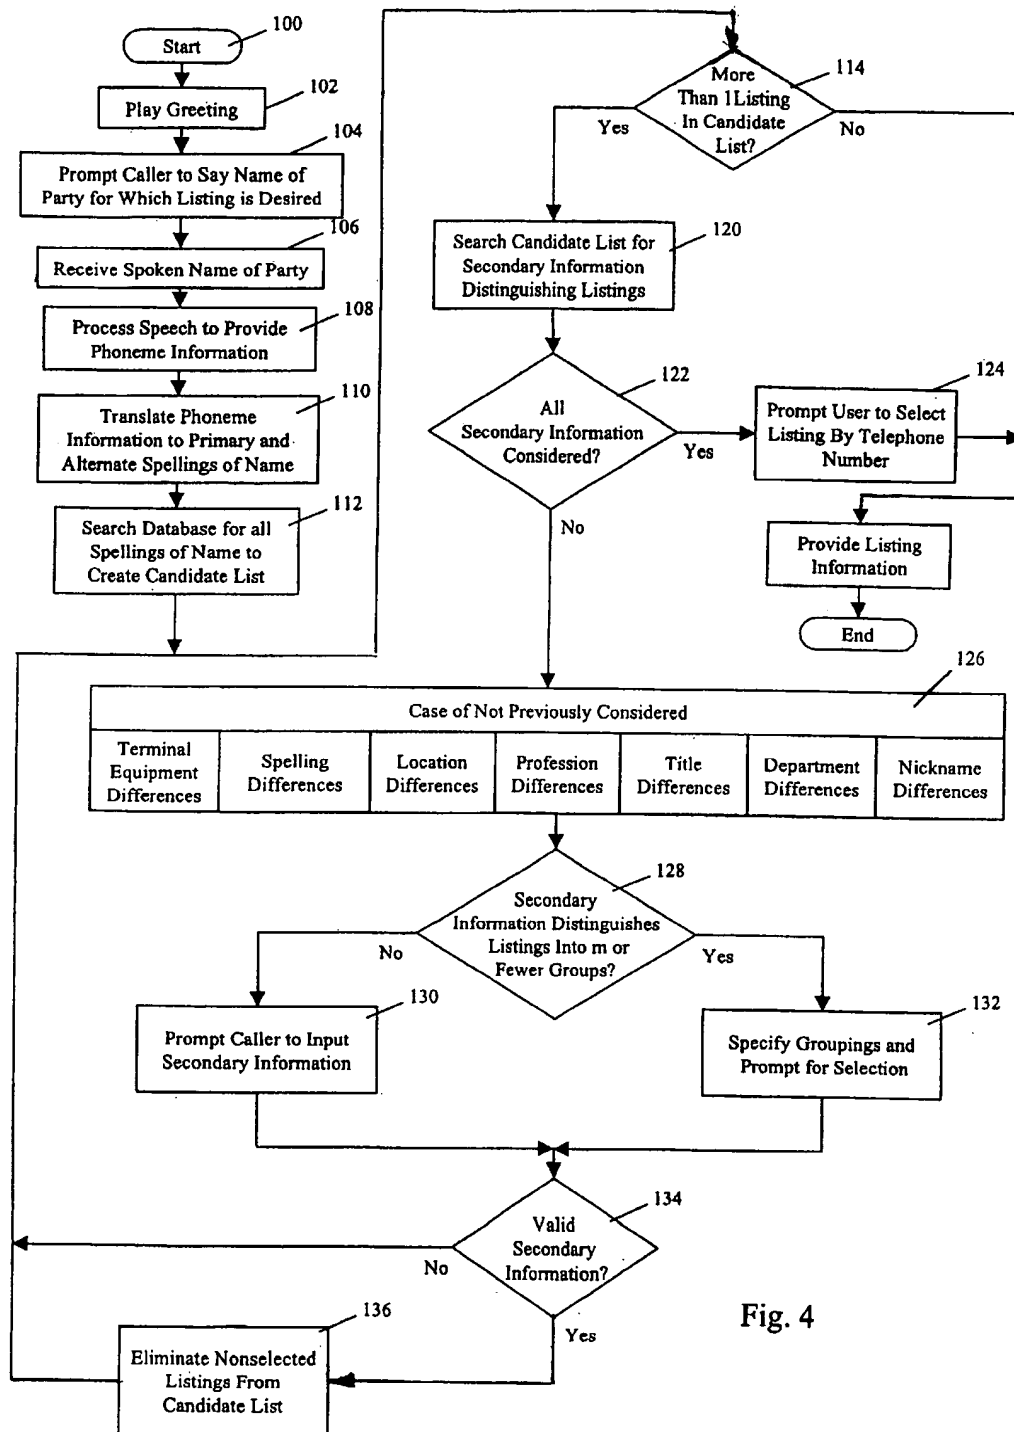 100
Start
102
Play Greeting
104
Prompt Caller to Say Name of
Party for Which Listing is Desired
106
Receive Spoken Name of Party
108
Process Speech to Provide
Phoneme Information
110
Translate Phoneme
Information to Primary and
Alternate Spellings of Name
112
Search Database for all
Spellings of Name to
Create Candidate List
114
More
Than 1Listing
In Candidate
List?
Yes
No
120
Search Candidate List for
Secondary Information
Distinguishing Listings
122
All
Secondary Information
Considered?
Yes
No
124
Prompt User to Select
Listing By Telephone
Number
Provide Listing
Information
End
126
Case of Not Previously Considered
Terminal
Equipment
Differences
Spelling
Differences
Location
Differences
Profession
Differences
Title
Differences
Department
Differences
Nickname
Differences
128
Secondary
Information Distinguishes
Listings Into m or
Fewer Groups?
No
Yes
130
Prompt Caller to Input
Secondary Information
132
Specify Groupings and
Prompt for Selection
134
Valid
Secondary
Information?
No
Yes
136
Eliminate Nonselected
Listings From
Candidate List
Fig. 4